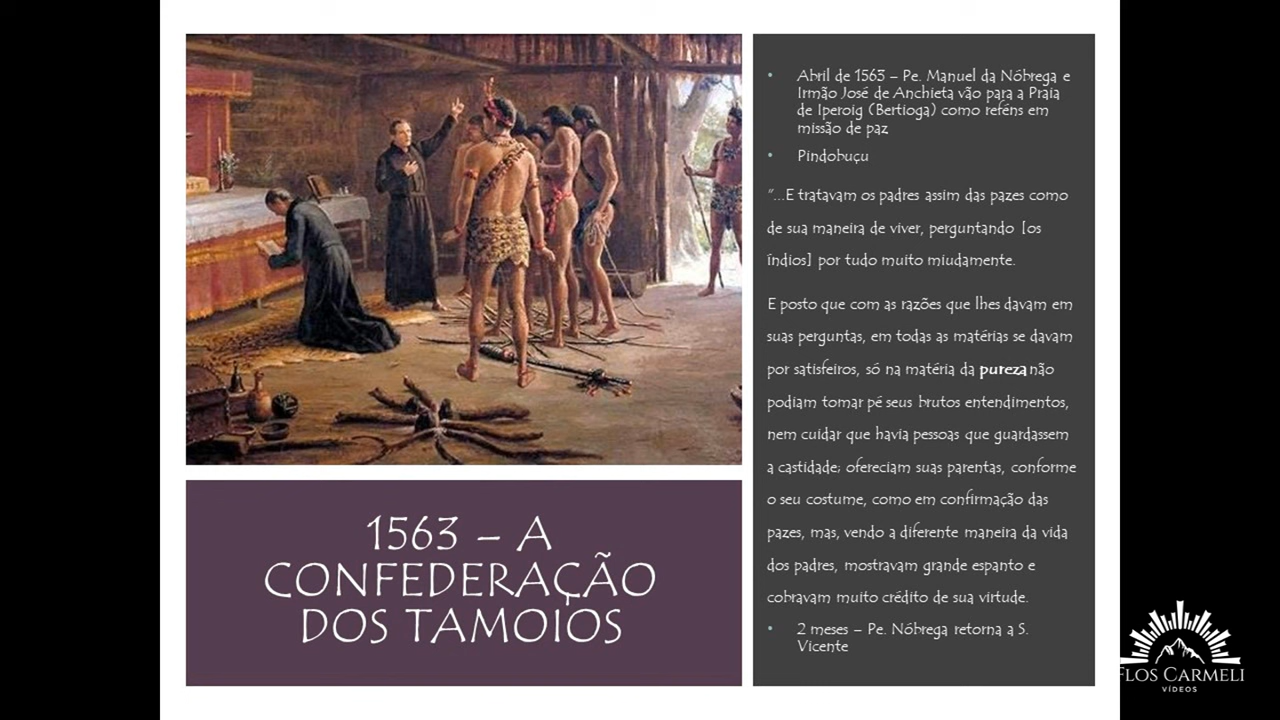 • Abril de 1563 – Pe. Manuel da Nóbrega e
Irmão José de Anchieta vão para a Praia
de Iperoig (Bertioga) como reféns em
missão de paz
• Pindobuçu
"...E tratavam os padres assim das pazes como
de sua maneira de viver, perguntando [os
índios] por tudo muito miudamente.
E posto que com as razões que lhes davam em
suas perguntas, em todas as matérias se davam
por satisfeiros, só na matéria da pureza não
podiam tomar pé seus brutos entendimentos,
nem cuidar que havia pessoas que guardassem
a castidade; ofereciam suas parentas, conforme
o seu costume, como em confirmação das
pazes, mas, vendo a diferente maneira da vida
dos padres, mostravam grande espanto e
cobravam muito crédito de sua virtude.
• 2 meses – Pe. Nóbrega retorna a S.
Vicente
1563 – A
CONFEDERAÇÃO
DOS TAMOIOS
FLOS CARMELI
VÍDEOS